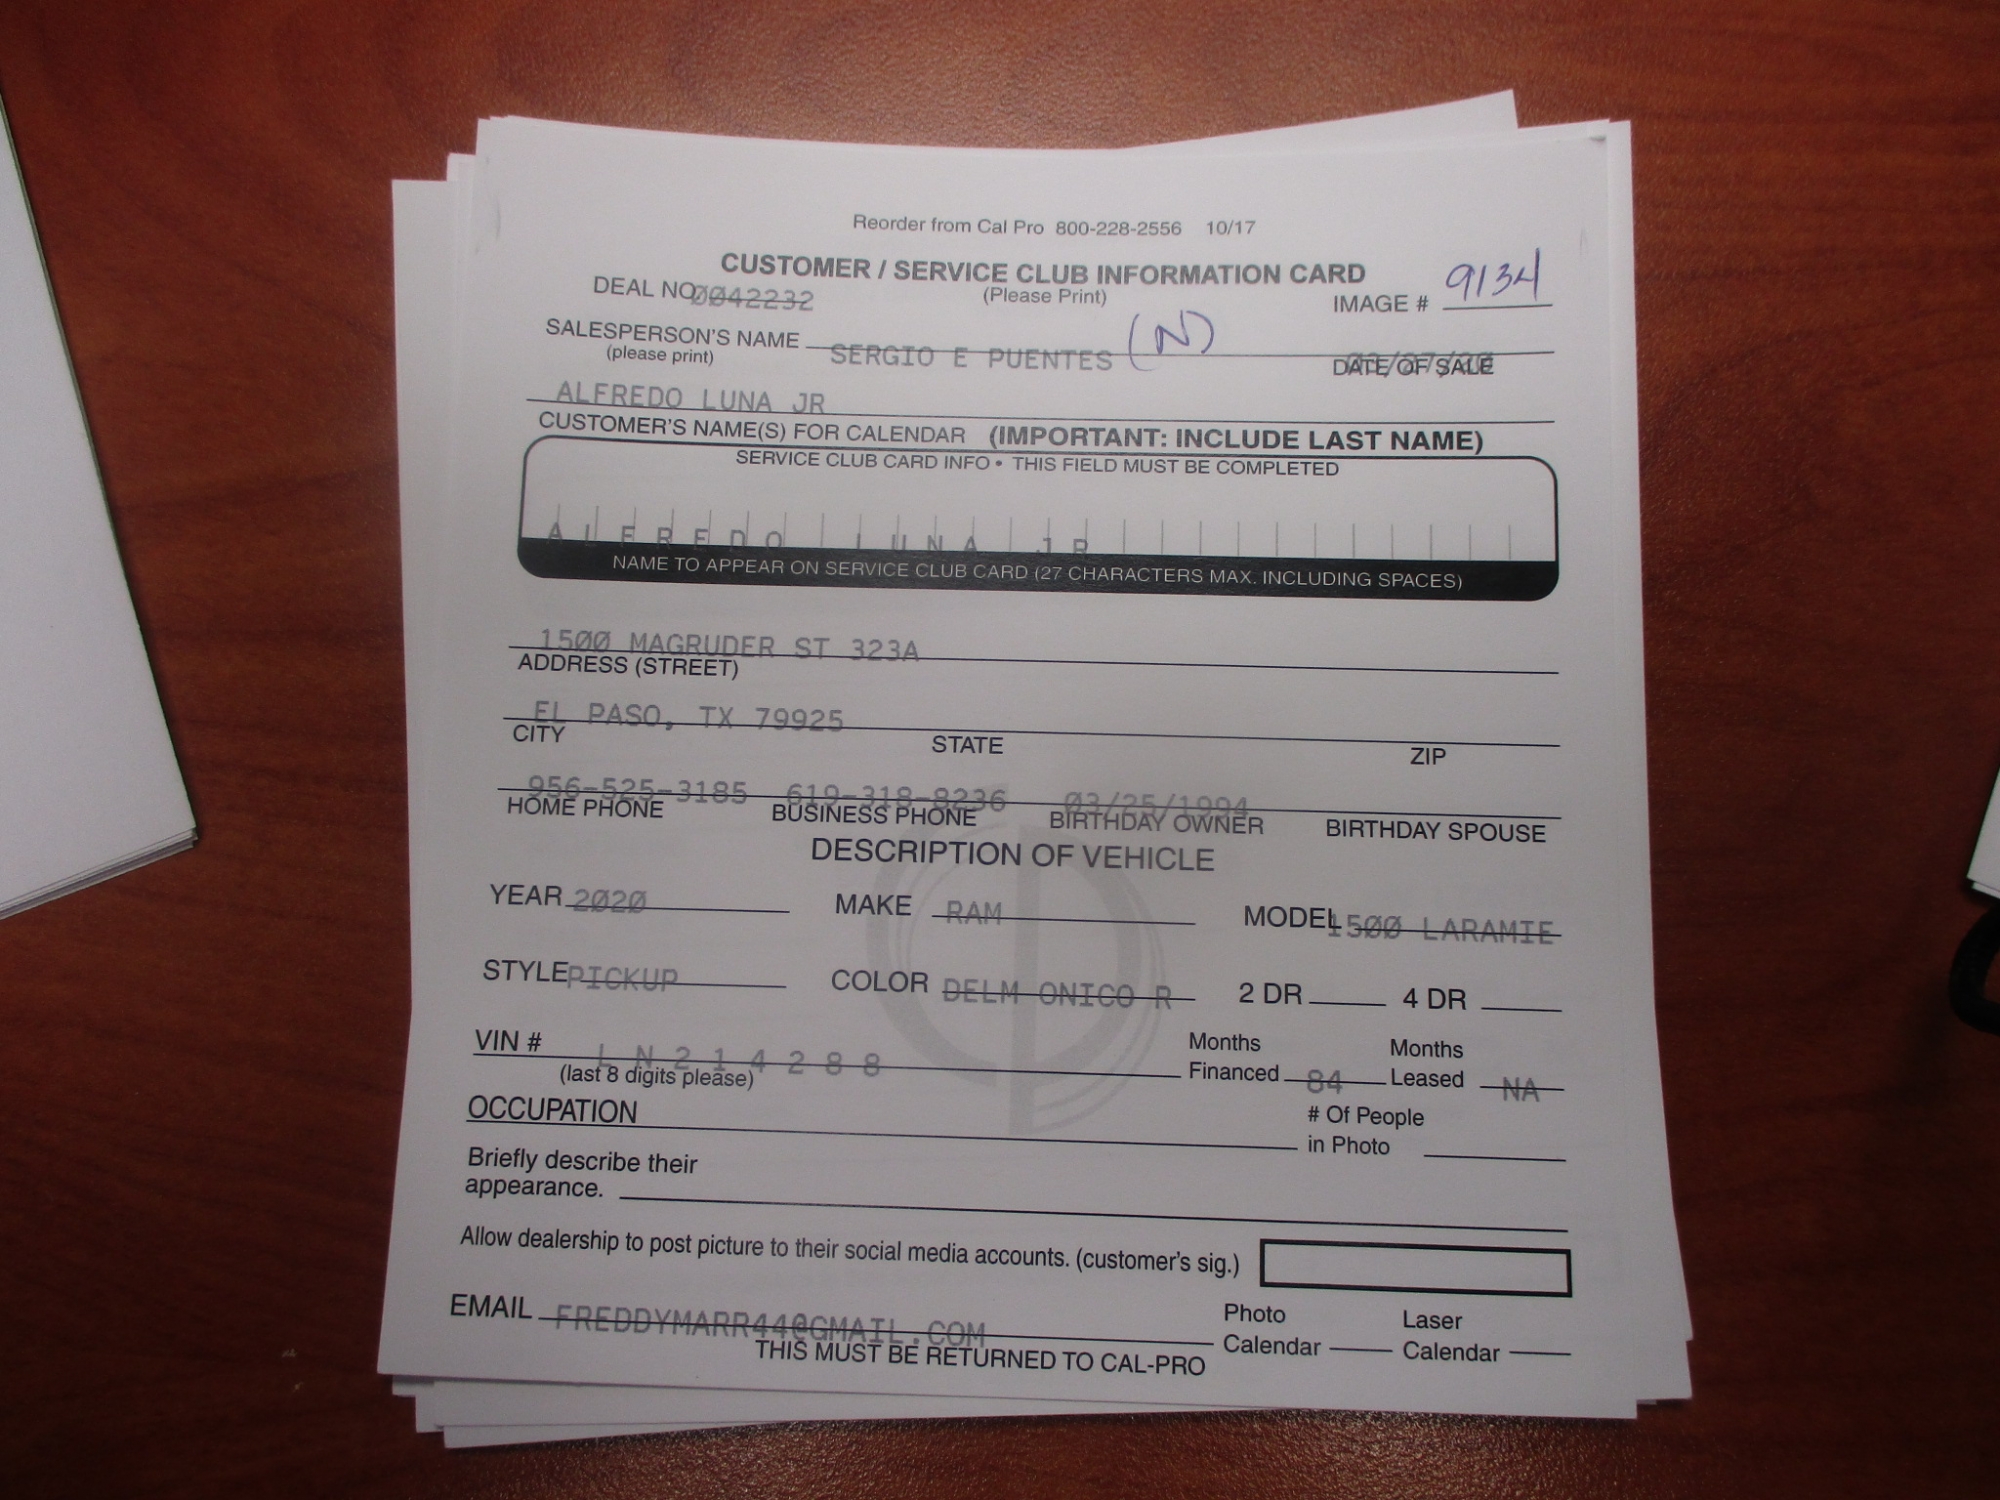 Reorder from Cal Pro 800-228-2556 10/17
CUSTOMER / SERVICE CLUB INFORMATION CARD
DEAL NO. 0042232 (Please Print) IMAGE # 9134
SALESPERSON'S NAME SERGIO E PUENTES (N)
(please print) DATE OF SALE
ALFREDO LUNA JR
CUSTOMER'S NAME(S) FOR CALENDAR (IMPORTANT: INCLUDE LAST NAME)
SERVICE CLUB CARD INFO • THIS FIELD MUST BE COMPLETED
ALFREDO LUNA JR
NAME TO APPEAR ON SERVICE CLUB CARD (27 CHARACTERS MAX. INCLUDING SPACES)
1500 MAGRUDER ST 323A
ADDRESS (STREET)
EL PASO, TX 79925
CITY STATE ZIP
956-525-3185 619-318-8236 03/25/1994
HOME PHONE BUSINESS PHONE BIRTHDAY OWNER BIRTHDAY SPOUSE
DESCRIPTION OF VEHICLE
YEAR 2020 MAKE RAM MODEL 1500 LARAMIE
STYLE PICKUP COLOR DELM ONICO R 2 DR 4 DR
VIN # LN214288 Months Months
(last 8 digits please) Financed 84 Leased NA
OCCUPATION # Of People
in Photo
Briefly describe their
appearance.
Allow dealership to post picture to their social media accounts. (customer's sig.)
EMAIL FREDDYMARR44@GMAIL.COM Photo Laser
Calendar Calendar
THIS MUST BE RETURNED TO CAL-PRO